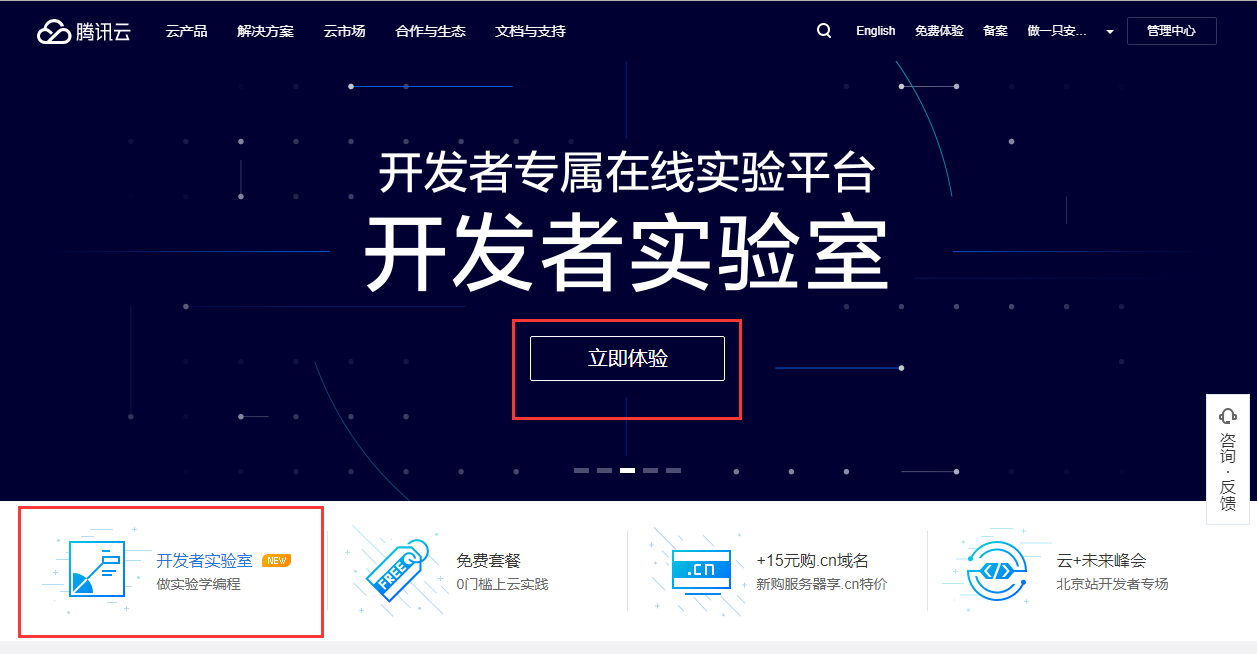 腾讯云 云产品 解决方案 云市场 合作与生态 文档与支持 English 免费体验 备案 做一只安... 管理中心
开发者专属在线实验平台
开发者实验室
立即体验
咨询·反馈
开发者实验室 NEW
做实验学编程
FREE
免费套餐
0门槛上云实践
.cn
+15元购.cn域名
新购服务器享.cn特价
</>
云+未来峰会
北京站开发者专场